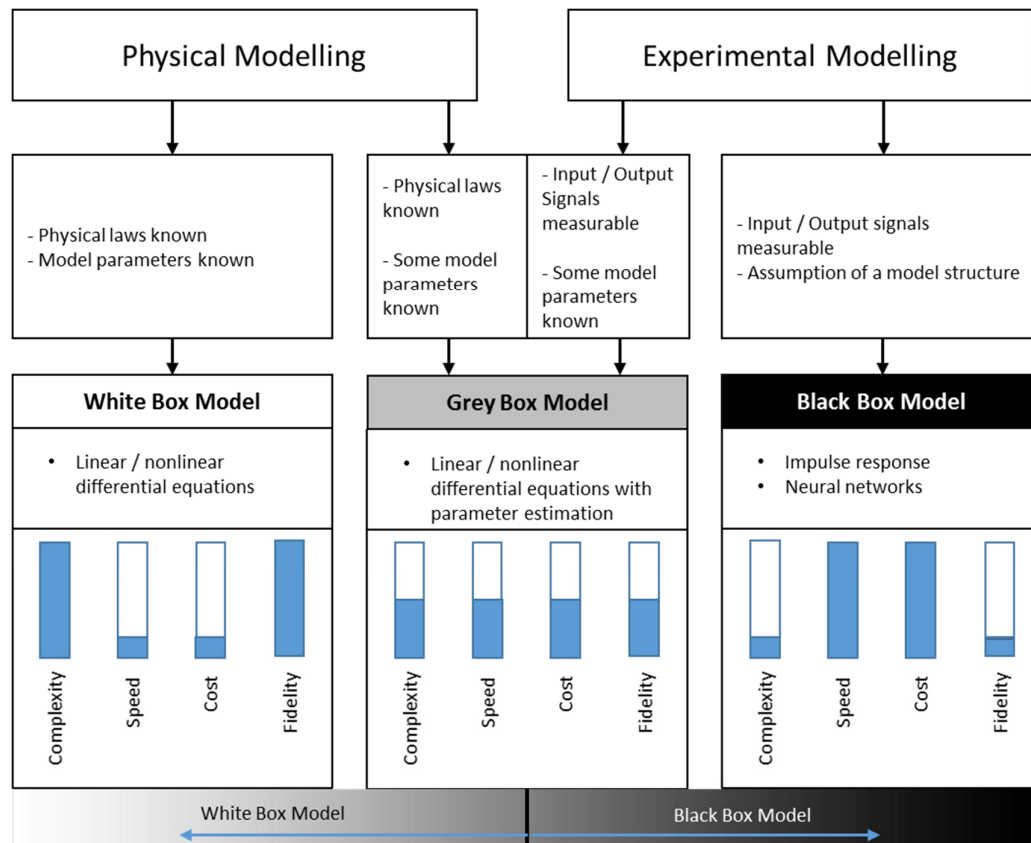 Physical Modelling
Experimental Modelling
- Physical laws known
- Model parameters known
- Physical laws
known
- Some model
parameters
known
- Input / Output
Signals
measurable
- Some model
parameters
known
- Input / Output signals
measurable
- Assumption of a model structure
White Box Model
• Linear / nonlinear
differential equations
Complexity
Speed
Cost
Fidelity
Grey Box Model
• Linear / nonlinear
differential equations with
parameter estimation
Complexity
Speed
Cost
Fidelity
Black Box Model
• Impulse response
• Neural networks
Complexity
Speed
Cost
Fidelity
White Box Model
Black Box Model